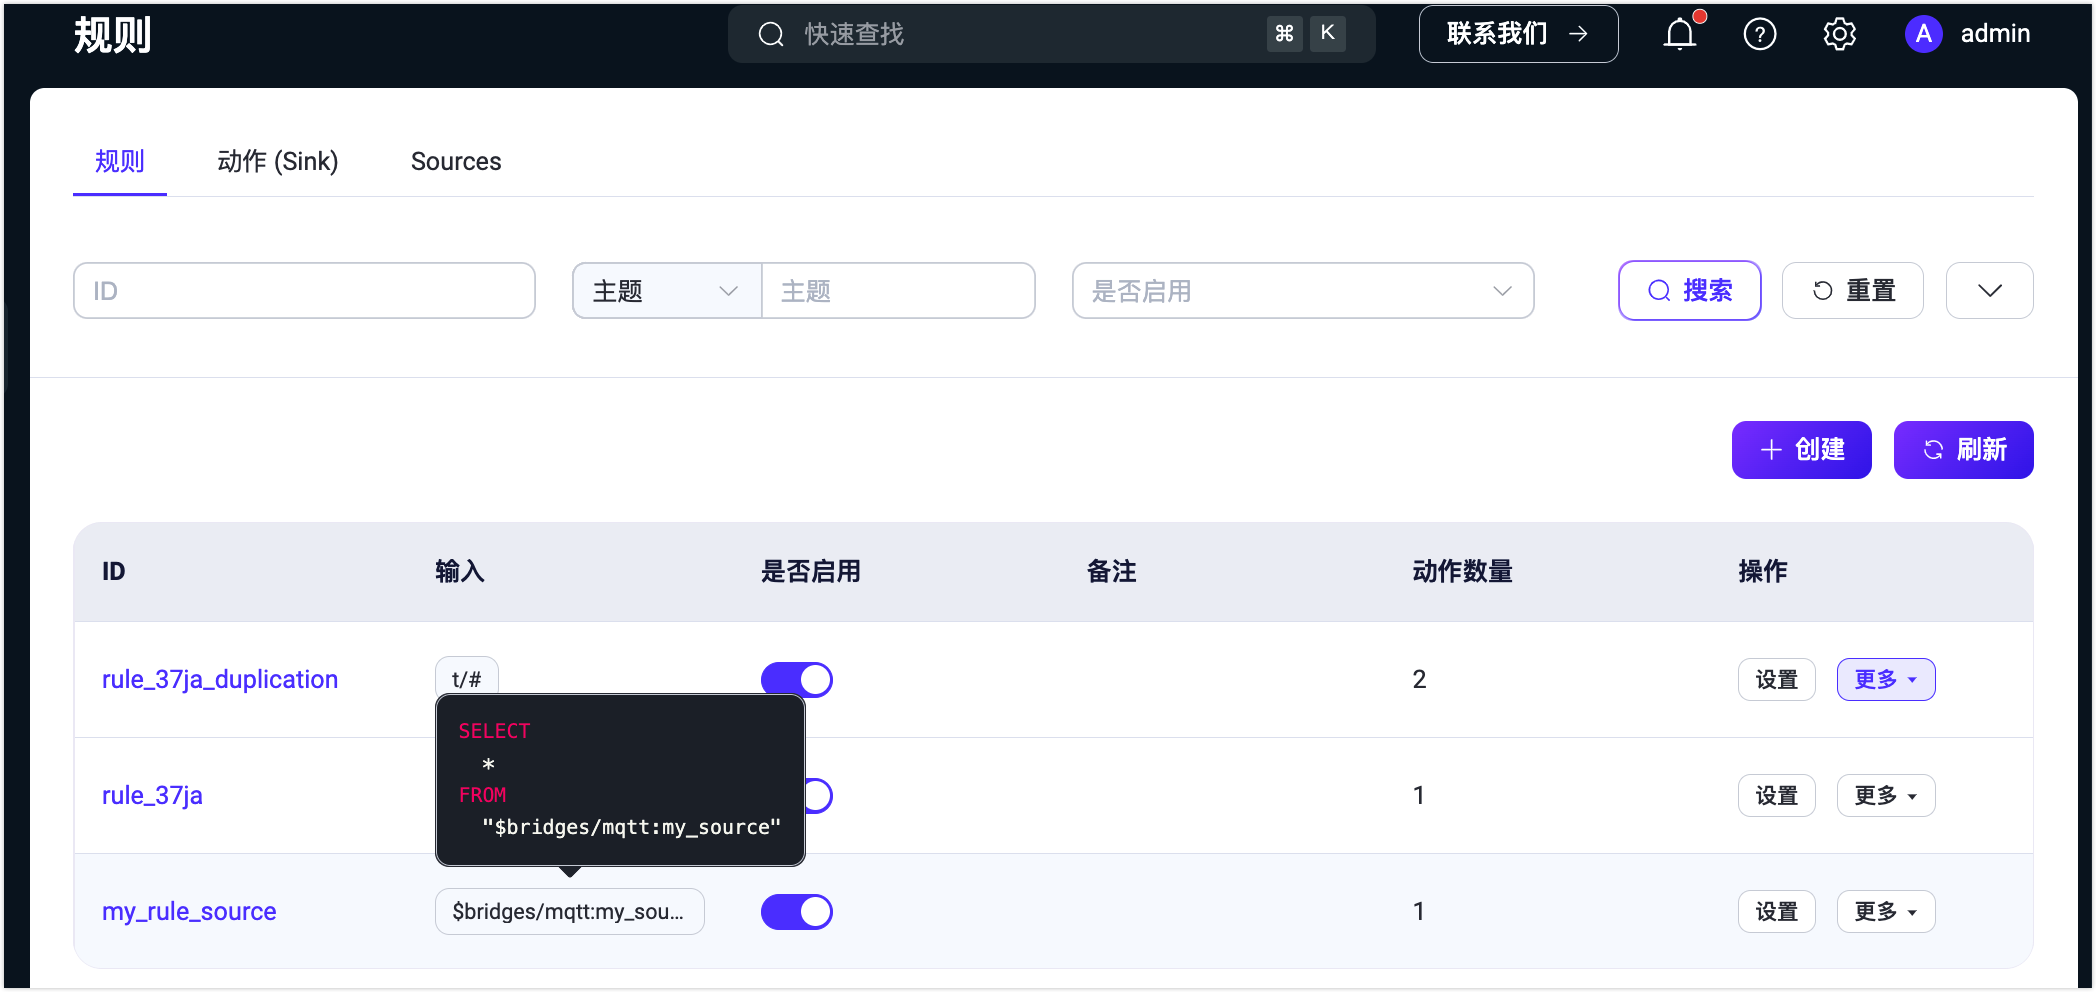 规则
快速查找 ⌘ K
联系我们 →
A admin
规则 动作 (Sink) Sources
ID 主题 主题 是否启用 搜索 重置
创建 刷新
ID 输入 是否启用 备注 动作数量 操作
rule_37ja_duplication t/# 2 设置 更多
SELECT
*
FROM
"$bridges/mqtt:my_source"
rule_37ja 1 设置 更多
my_rule_source $bridges/mqtt:my_sou... 1 设置 更多